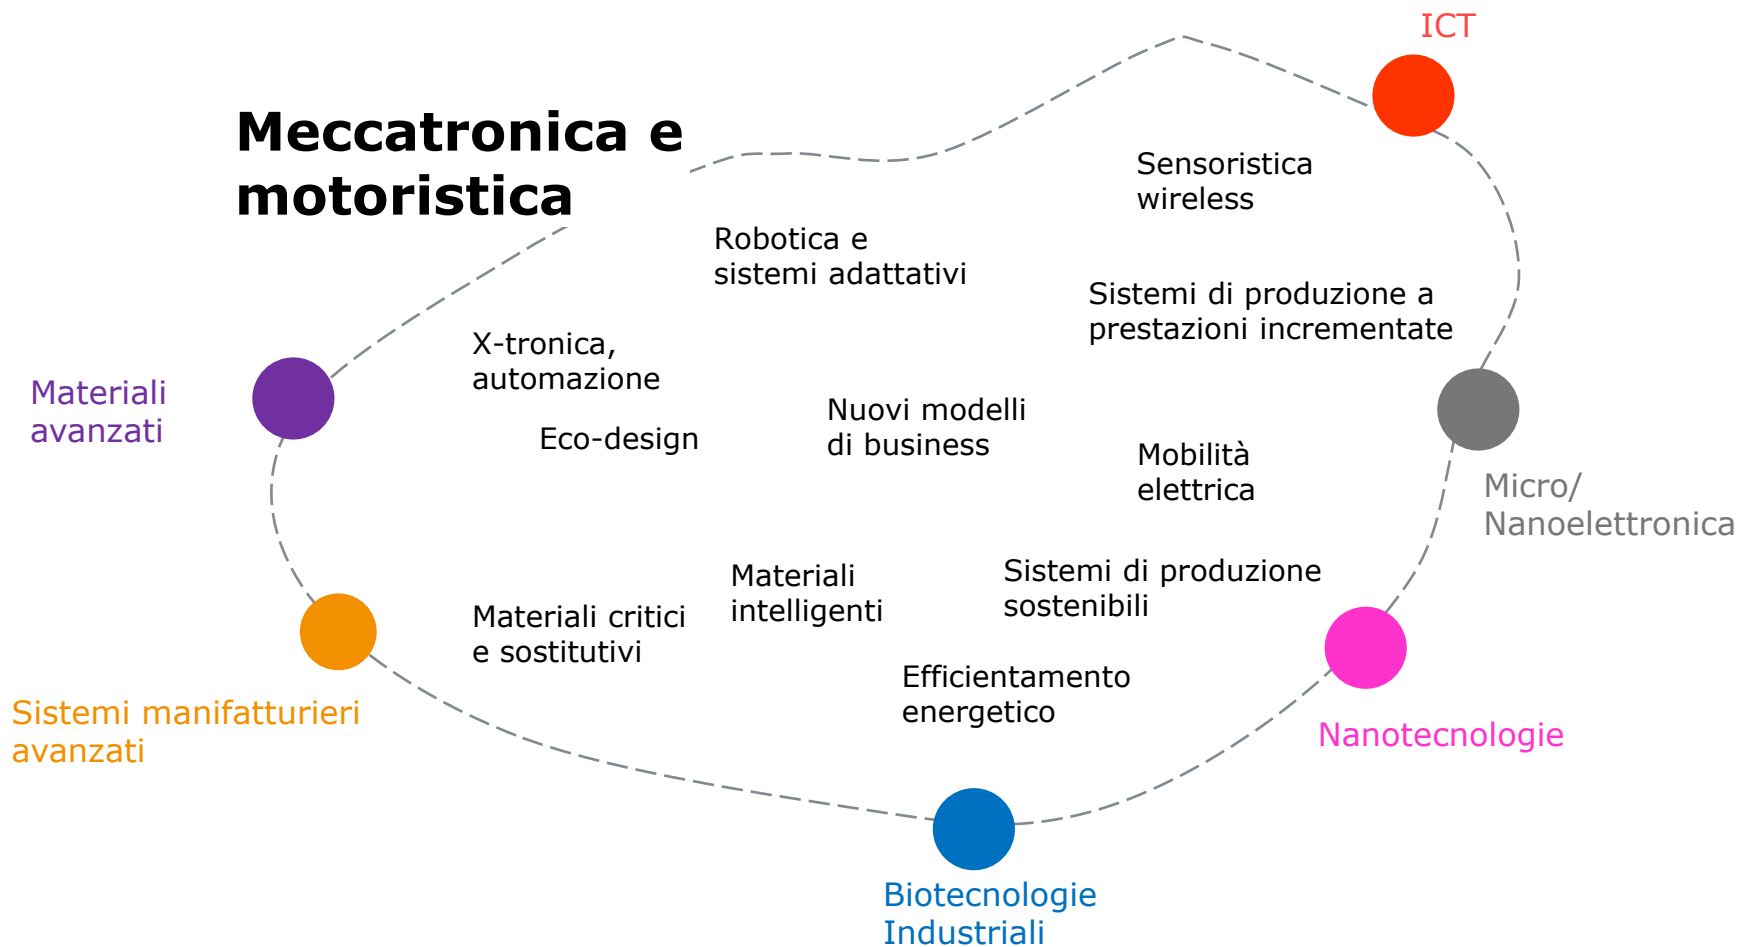 ICT
Meccatronica e
motoristica
Sensoristica
wireless
Robotica e
sistemi adattativi
Sistemi di produzione a
prestazioni incrementate
X-tronica,
automazione
Materiali
avanzati
Eco-design
Nuovi modelli
di business
Mobilità
elettrica
Micro/
Nanoelettronica
Materiali
intelligenti
Sistemi di produzione
sostenibili
Materiali critici
e sostitutivi
Efficientamento
energetico
Sistemi manifatturieri
avanzati
Nanotecnologie
Biotecnologie
Industriali